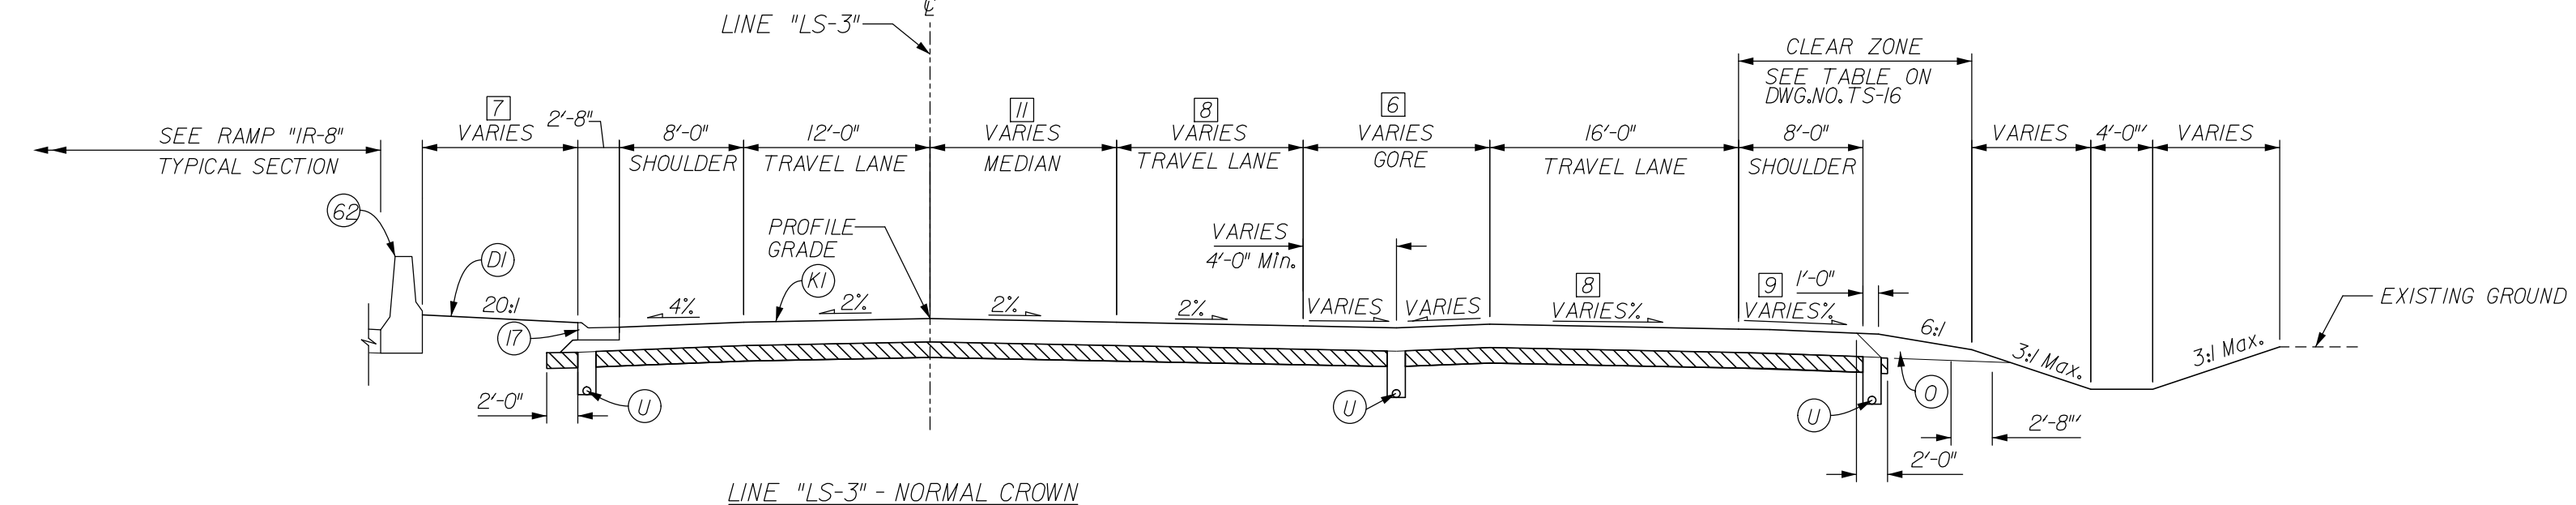 LINE "LS-3"
℄
CLEAR ZONE
SEE TABLE ON
DWG.NO.TS-16
7
VARIES
2'-8"
8'-0"
SHOULDER
12'-0"
TRAVEL LANE
11
VARIES
MEDIAN
8
VARIES
TRAVEL LANE
6
VARIES
GORE
16'-0"
TRAVEL LANE
8'-0"
SHOULDER
VARIES
4'-0"'
VARIES
SEE RAMP "IR-8"
TYPICAL SECTION
62
D1
20:1
17
4%
K1
2%
PROFILE
GRADE
2%
2%
VARIES
4'-0" Min.
VARIES
VARIES
8
VARIES%
9
VARIES%
1'-0"
6:1
3:1 Max.
3:1 Max.
EXISTING GROUND
2'-0"
U
U
U
O
2'-8"'
2'-0"
LINE "LS-3" - NORMAL CROWN